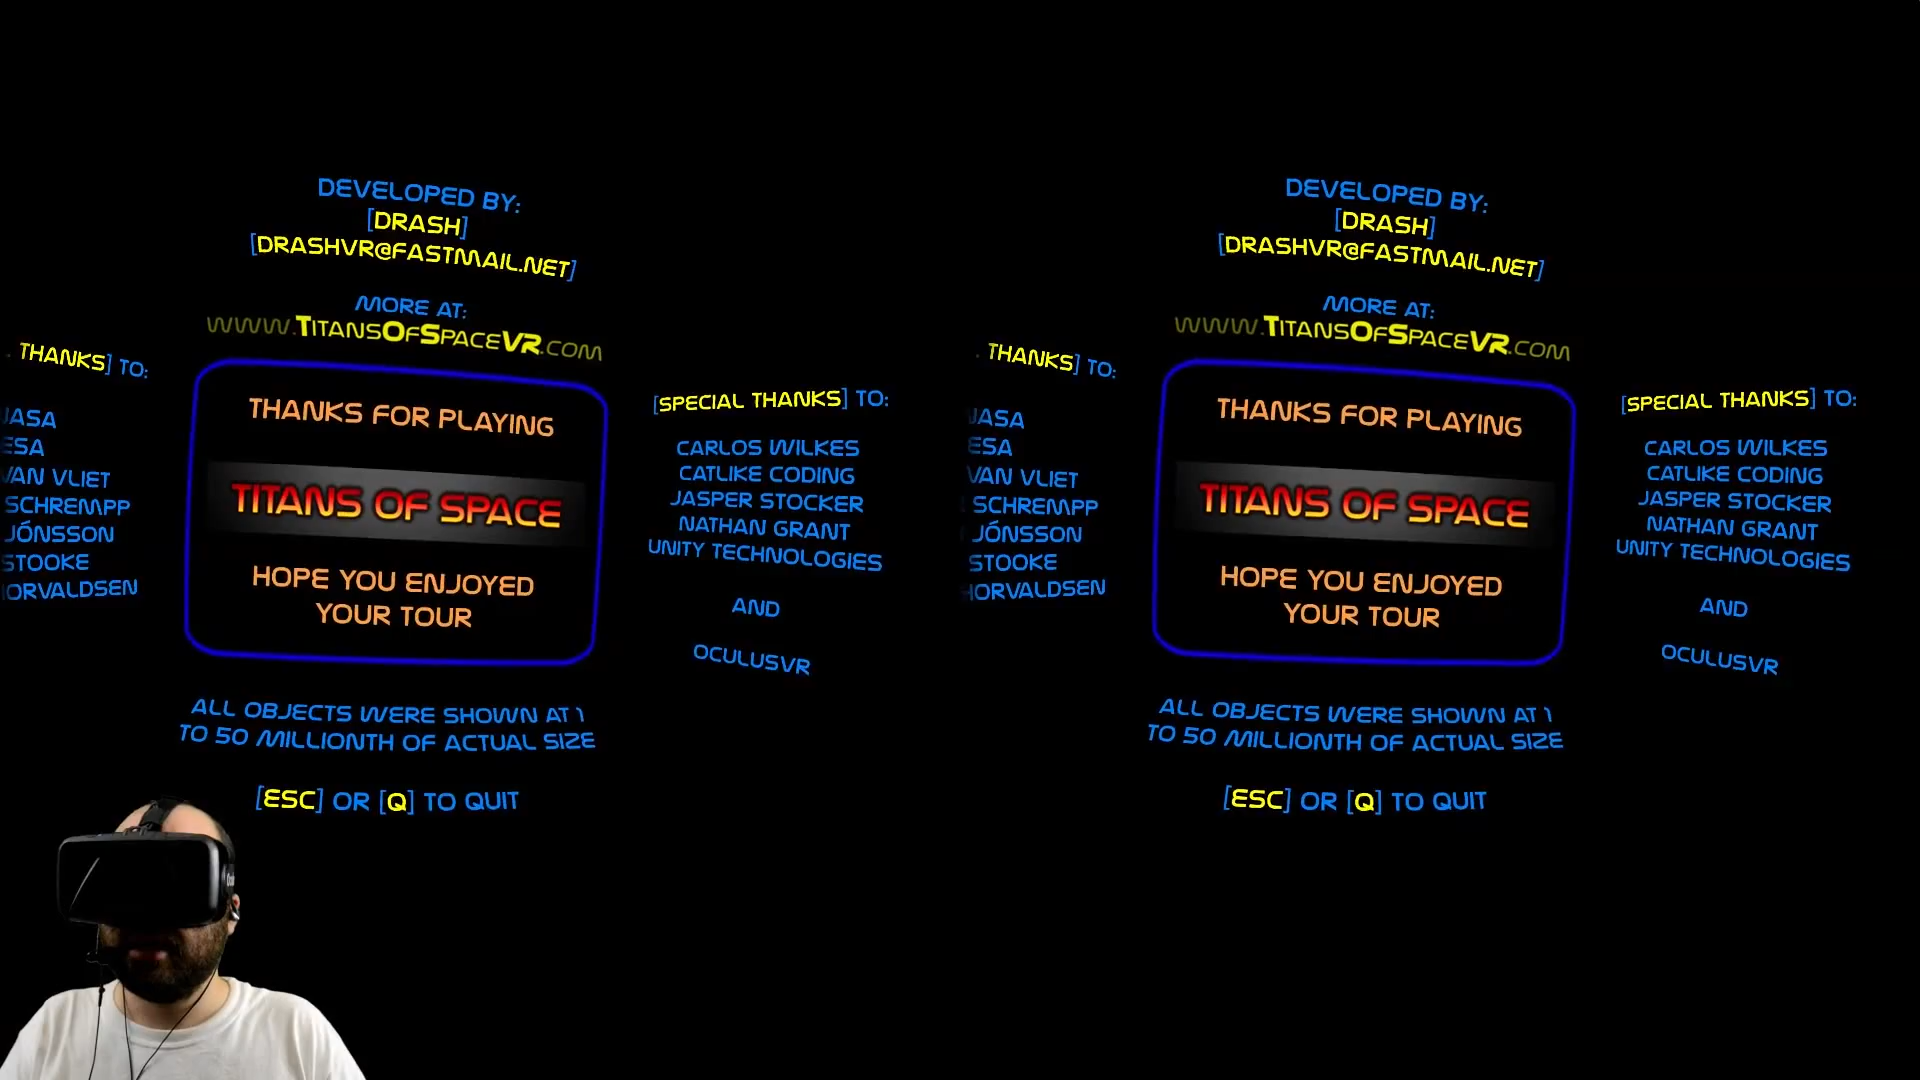 DEVELOPED BY:
[DRASH]
[DRASHVR@FASTMAIL.NET]
MORE AT:
WWW.TITANSOFSPACEVR.COM
THANKS] TO:
ESA
VAN VLIET
SCHREMPP
JÓNSSON
STOOKE
THANKS FOR PLAYING
TITANS OF SPACE
HOPE YOU ENJOYED
YOUR TOUR
[SPECIAL THANKS] TO:
CARLOS WILKES
CATLIKE CODING
JASPER STOCKER
NATHAN GRANT
UNITY TECHNOLOGIES
AND
OCULUSVR
ALL OBJECTS WERE SHOWN AT 1
TO 50 MILLIONTH OF ACTUAL SIZE
[ESC] OR [Q] TO QUIT
DEVELOPED BY:
[DRASH]
[DRASHVR@FASTMAIL.NET]
MORE AT:
WWW.TITANSOFSPACEVR.COM
THANKS] TO:
ESA
VAN VLIET
SCHREMPP
JÓNSSON
STOOKE
THANKS FOR PLAYING
TITANS OF SPACE
HOPE YOU ENJOYED
YOUR TOUR
[SPECIAL THANKS] TO:
CARLOS WILKES
CATLIKE CODING
JASPER STOCKER
NATHAN GRANT
UNITY TECHNOLOGIES
AND
OCULUSVR
ALL OBJECTS WERE SHOWN AT 1
TO 50 MILLIONTH OF ACTUAL SIZE
[ESC] OR [Q] TO QUIT